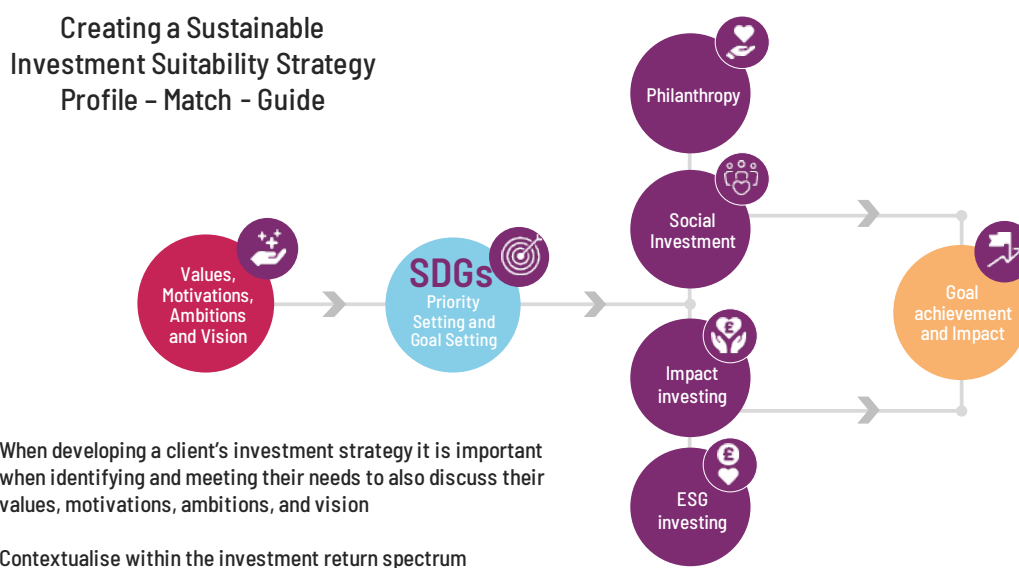 Creating a Sustainable
Investment Suitability Strategy
Profile – Match - Guide
Values,
Motivations,
Ambitions
and Vision
SDGs
Priority
Setting and
Goal Setting
Philanthropy
Social
Investment
£
Impact
investing
£
ESG
investing
Goal
achievement
and Impact
When developing a client's investment strategy it is important
when identifying and meeting their needs to also discuss their
values, motivations, ambitions, and vision
Contextualise within the investment return spectrum